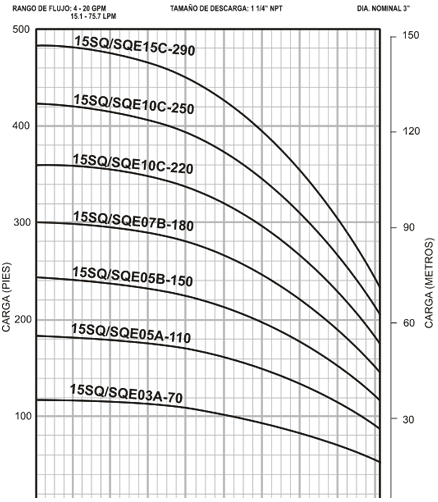 RANGO DE FLUJO: 4 - 20 GPM TAMAÑO DE DESCARGA: 1 1/4" NPT DIA. NOMINAL 3"
15.1 - 75.7 LPM
500
150
15SQ/SQE15C-290
15SQ/SQE10C-250
400
120
15SQ/SQE10C-220
15SQ/SQE07B-180
300
90
15SQ/SQE05B-150
CARGA (PIES)
CARGA (METROS)
200
60
15SQ/SQE05A-110
15SQ/SQE03A-70
100
30